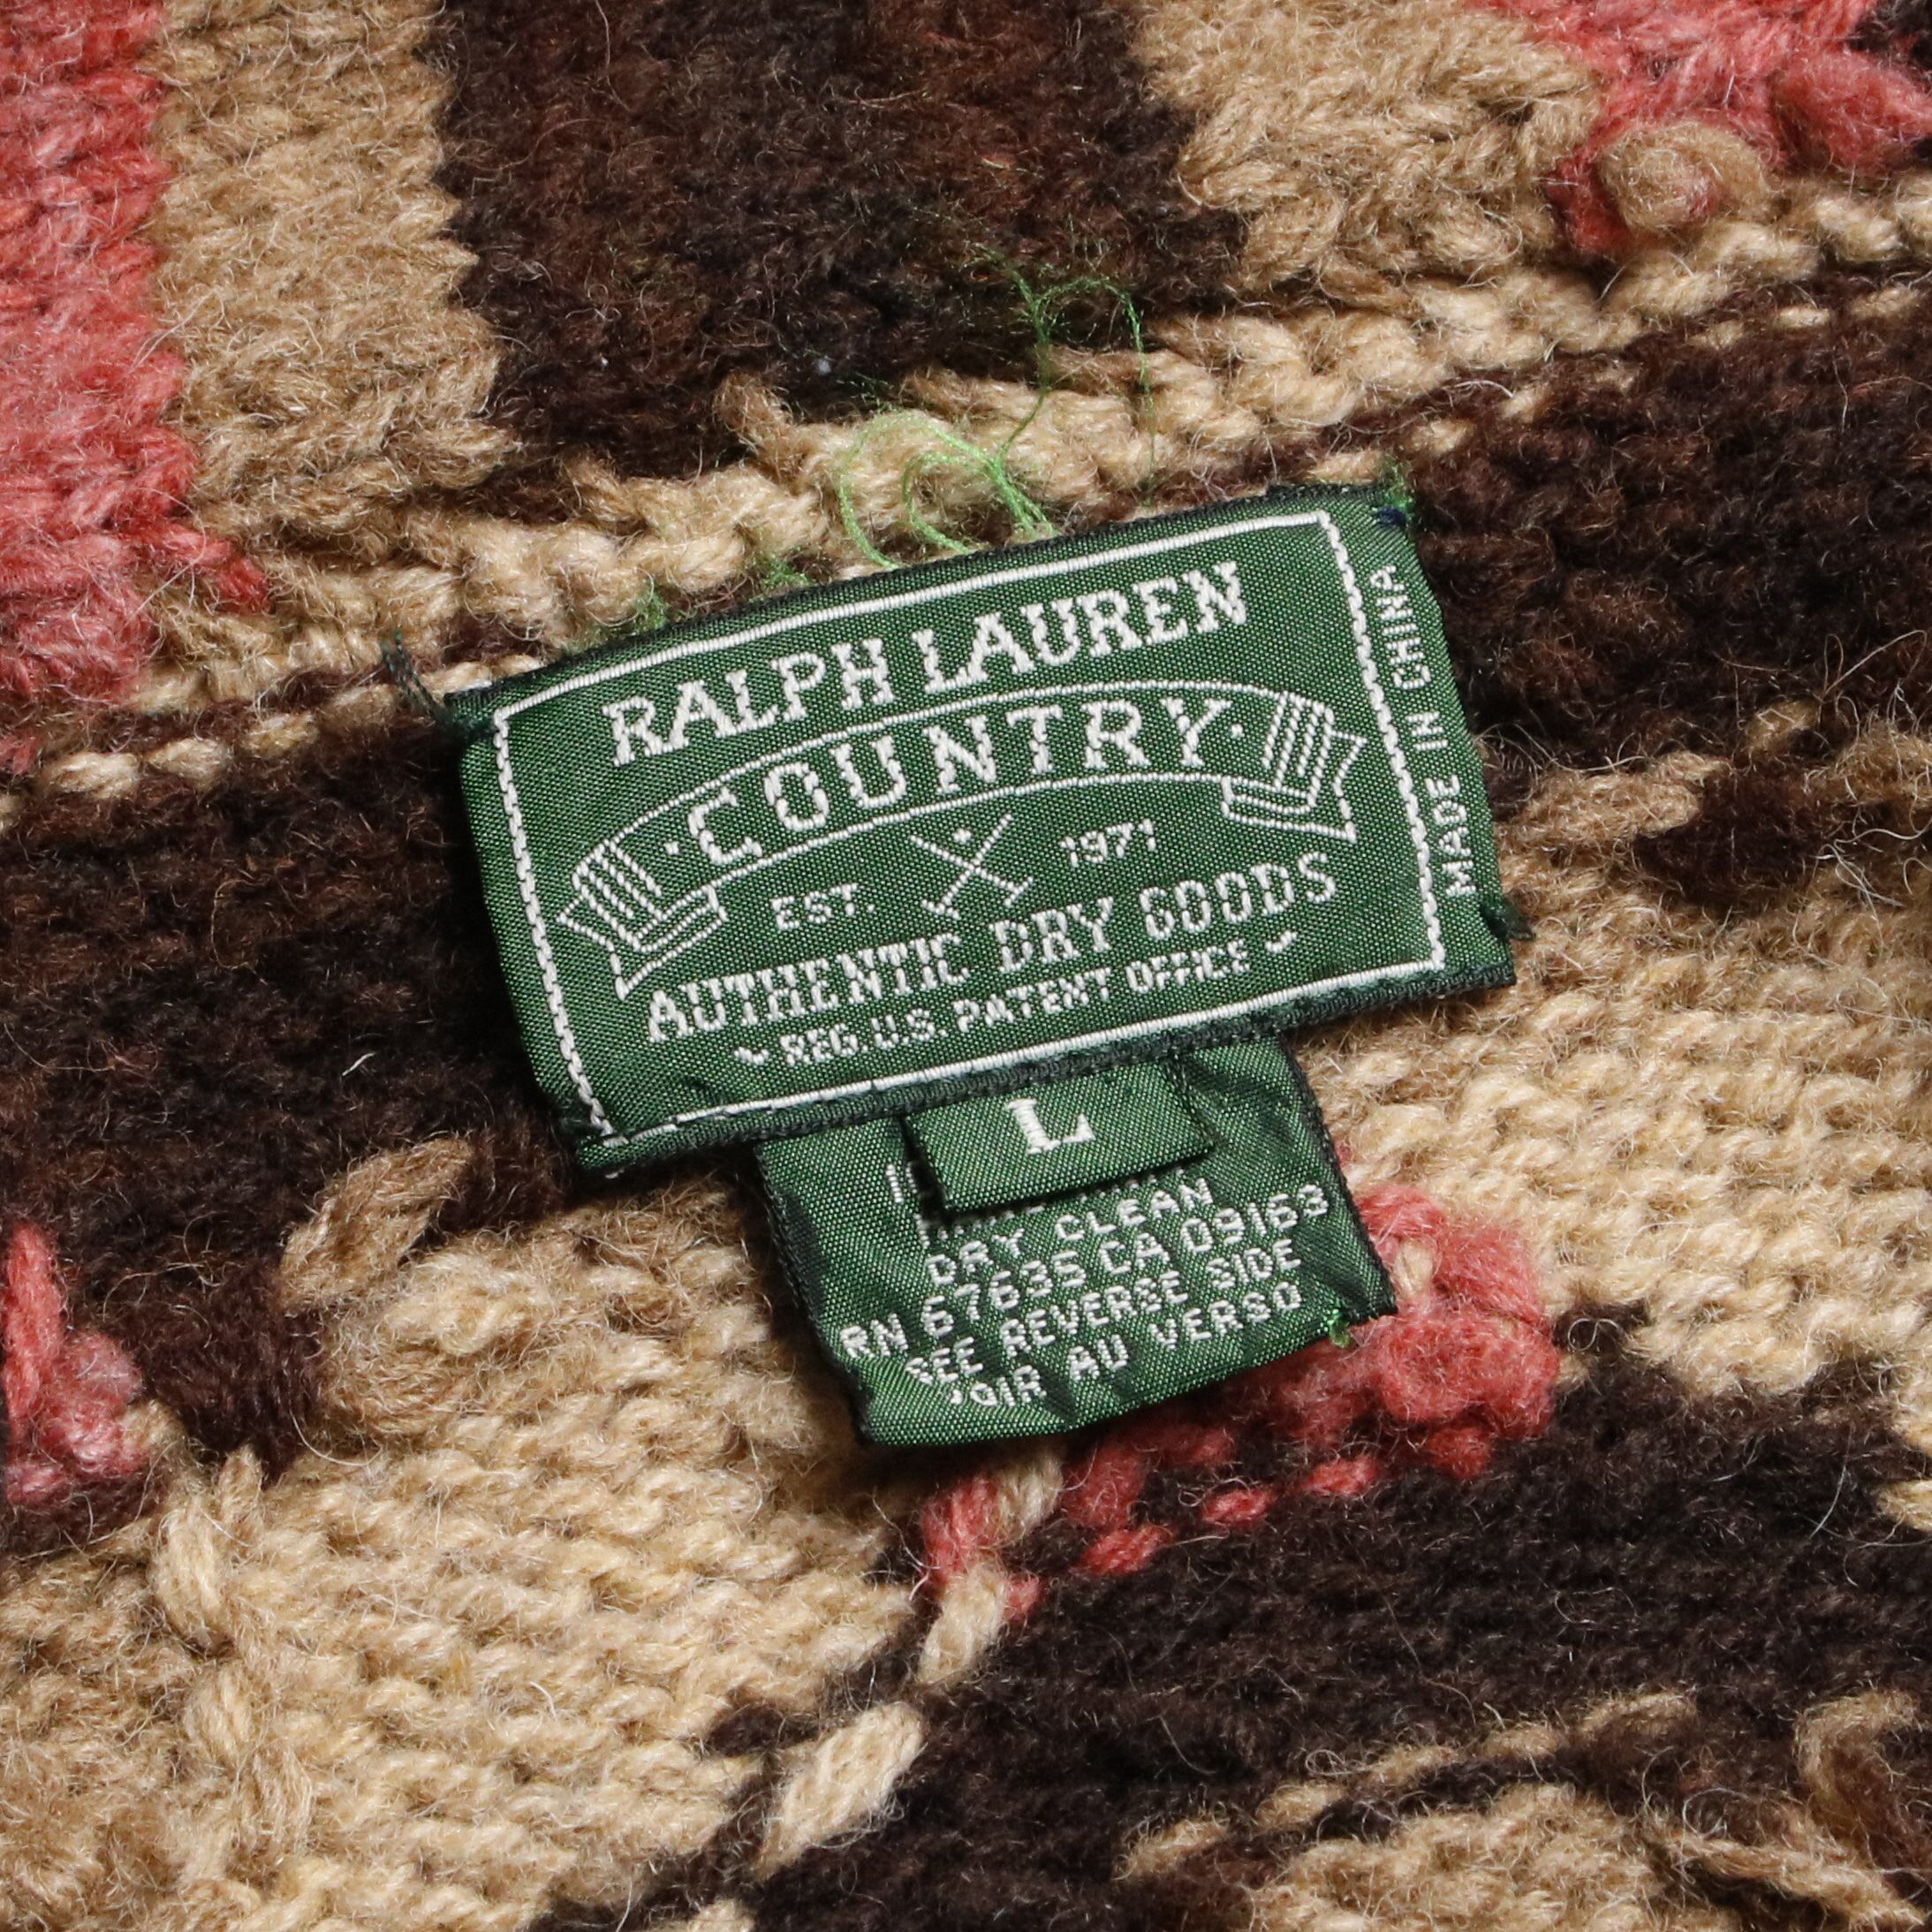 RALPH LAUREN
·COUNTRY·
EST. 1971
AUTHENTIC DRY GOODS
REG. U.S. PATENT OFFICE
MADE IN CHINA
L
DRY CLEAN
RN 67635 CA 09163
SEE REVERSE SIDE
VOIR AU VERSO